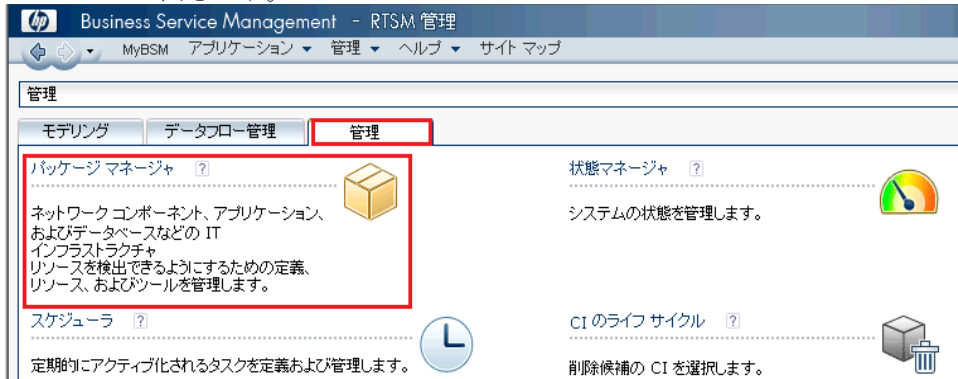 hp Business Service Management - RTSM 管理
MyBSM アプリケーション 管理 ヘルプ サイト マップ
管理
モデリング データフロー管理 管理
パッケージ マネージャ ?
ネットワーク コンポーネント、アプリケーション、
およびデータベースなどの IT
インフラストラクチャ
リソースを検出できるようにするための定義、
リソース、およびツールを管理します。
状態マネージャ ?
システムの状態を管理します。
スケジューラ ?
定期的にアクティブ化されるタスクを定義および管理します。
CI のライフ サイクル ?
削除候補の CI を選択します。